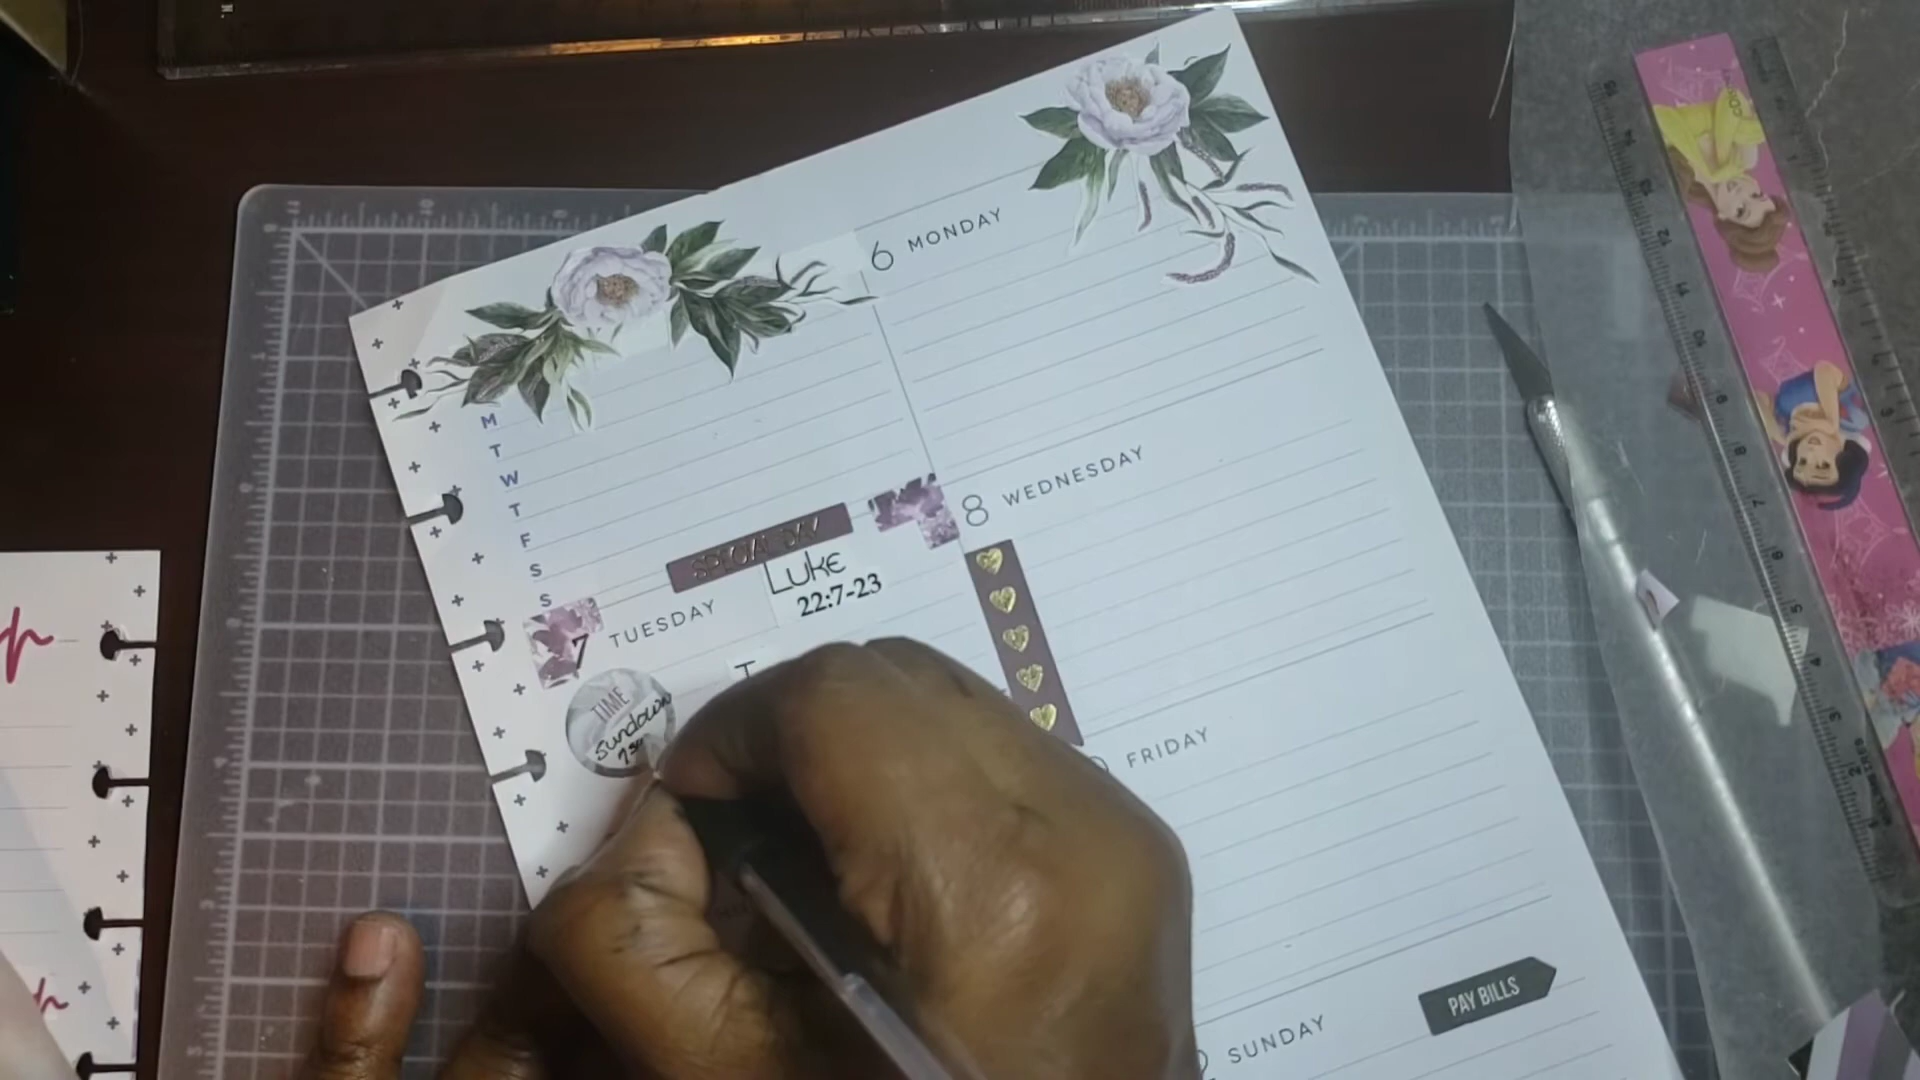 6 MONDAY
M
T
W
T
F
S
S
SPECIAL DAY
LUKE
22:7-23
7 TUESDAY
TIME
Sundown
8 WEDNESDAY
FRIDAY
SUNDAY
PAY BILLS